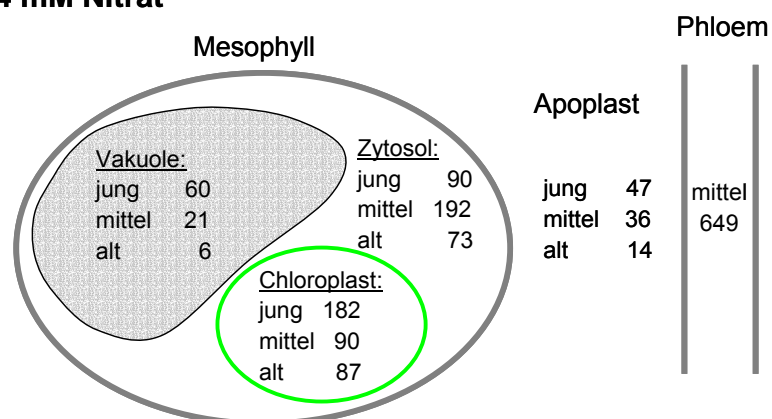 4 mM Nitrat
Phloem
Mesophyll
Apoplast
Vakuole:
jung 60
mittel 21
alt 6
Zytosol:
jung 90
mittel 192
alt 73
Chloroplast:
jung 182
mittel 90
alt 87
jung 47
mittel 36
alt 14
mittel
649